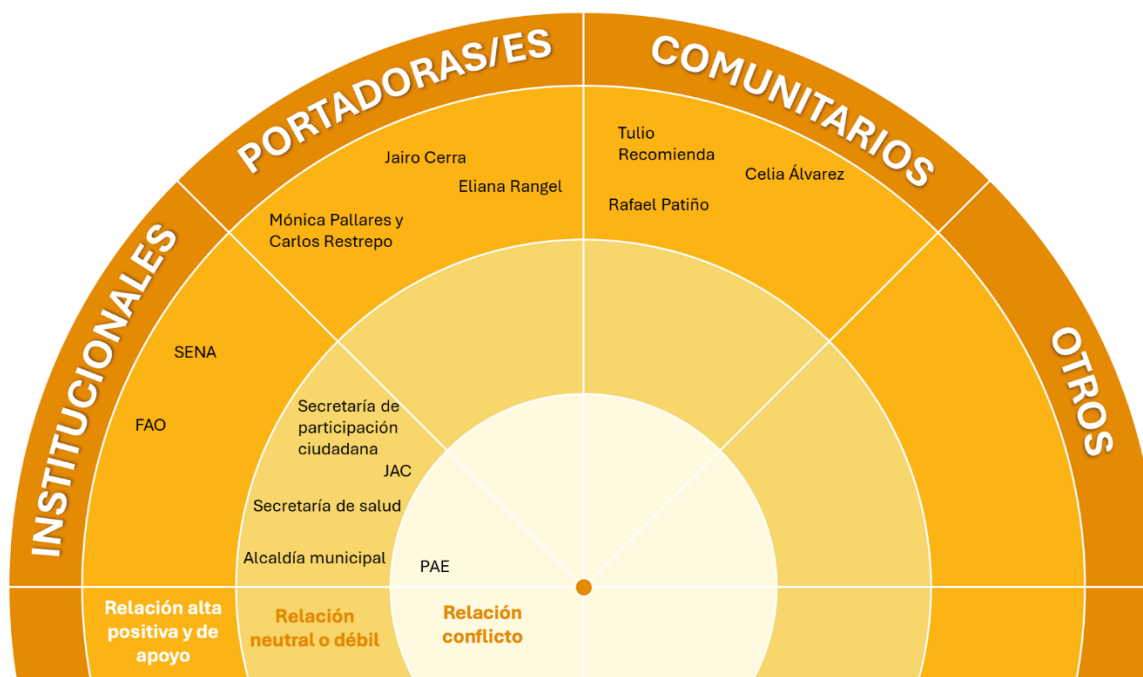 PORTADORAS/ES
COMUNITARIOS
INSTITUCIONALES
OTROS
Jairo Cerra
Eliana Rangel
Mónica Pallares y
Carlos Restrepo
Tulio
Recomienda
Celia Álvarez
Rafael Patiño
SENA
FAO
Secretaría de
participación
ciudadana
JAC
Secretaría de salud
Alcaldía municipal
PAE
Relación alta
positiva y de
apoyo
Relación
neutral o débil
Relación
conflicto